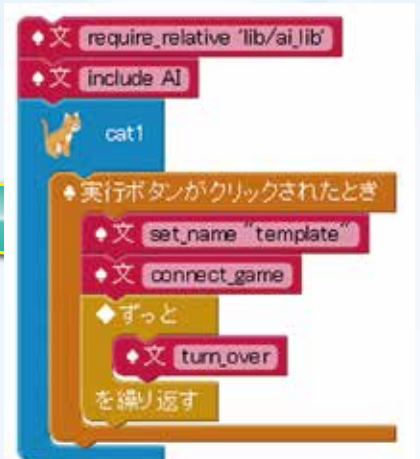 文 require_relative 'lib/ai_lib'
文 include AI
cat1
実行ボタンがクリックされたとき
文 set_name "template"
文 connect_game
ずっと
文 turn_over
を繰り返す